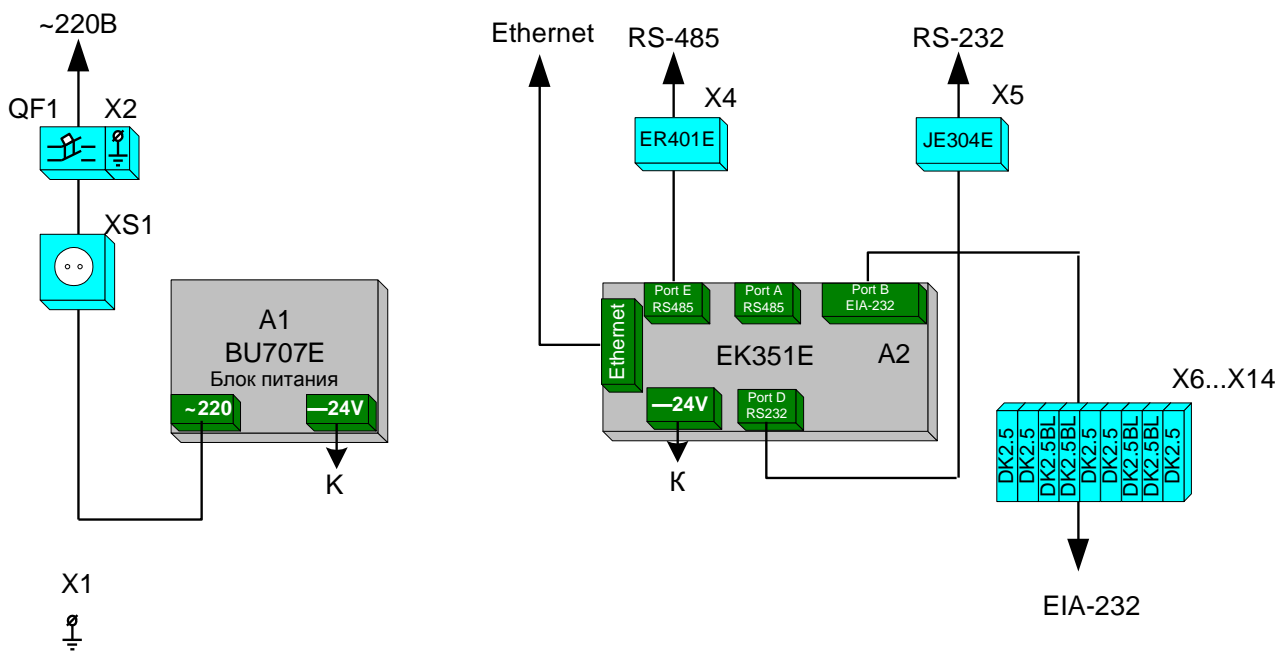 ~220В
QF1
X2
XS1
A1
BU707E
Блок питания
~220
—24V
К
X1
Ethernet
RS-485
X4
ER401E
RS-232
X5
JE304E
Port E
RS485
Port A
RS485
Port B
EIA-232
Ethernet
EK351E
A2
—24V
Port D
RS232
К
X6...X14
DK2.5
DK2.5
DK2.5BL
DK2.5BL
DK2.5
DK2.5
DK2.5BL
DK2.5BL
DK2.5
EIA-232